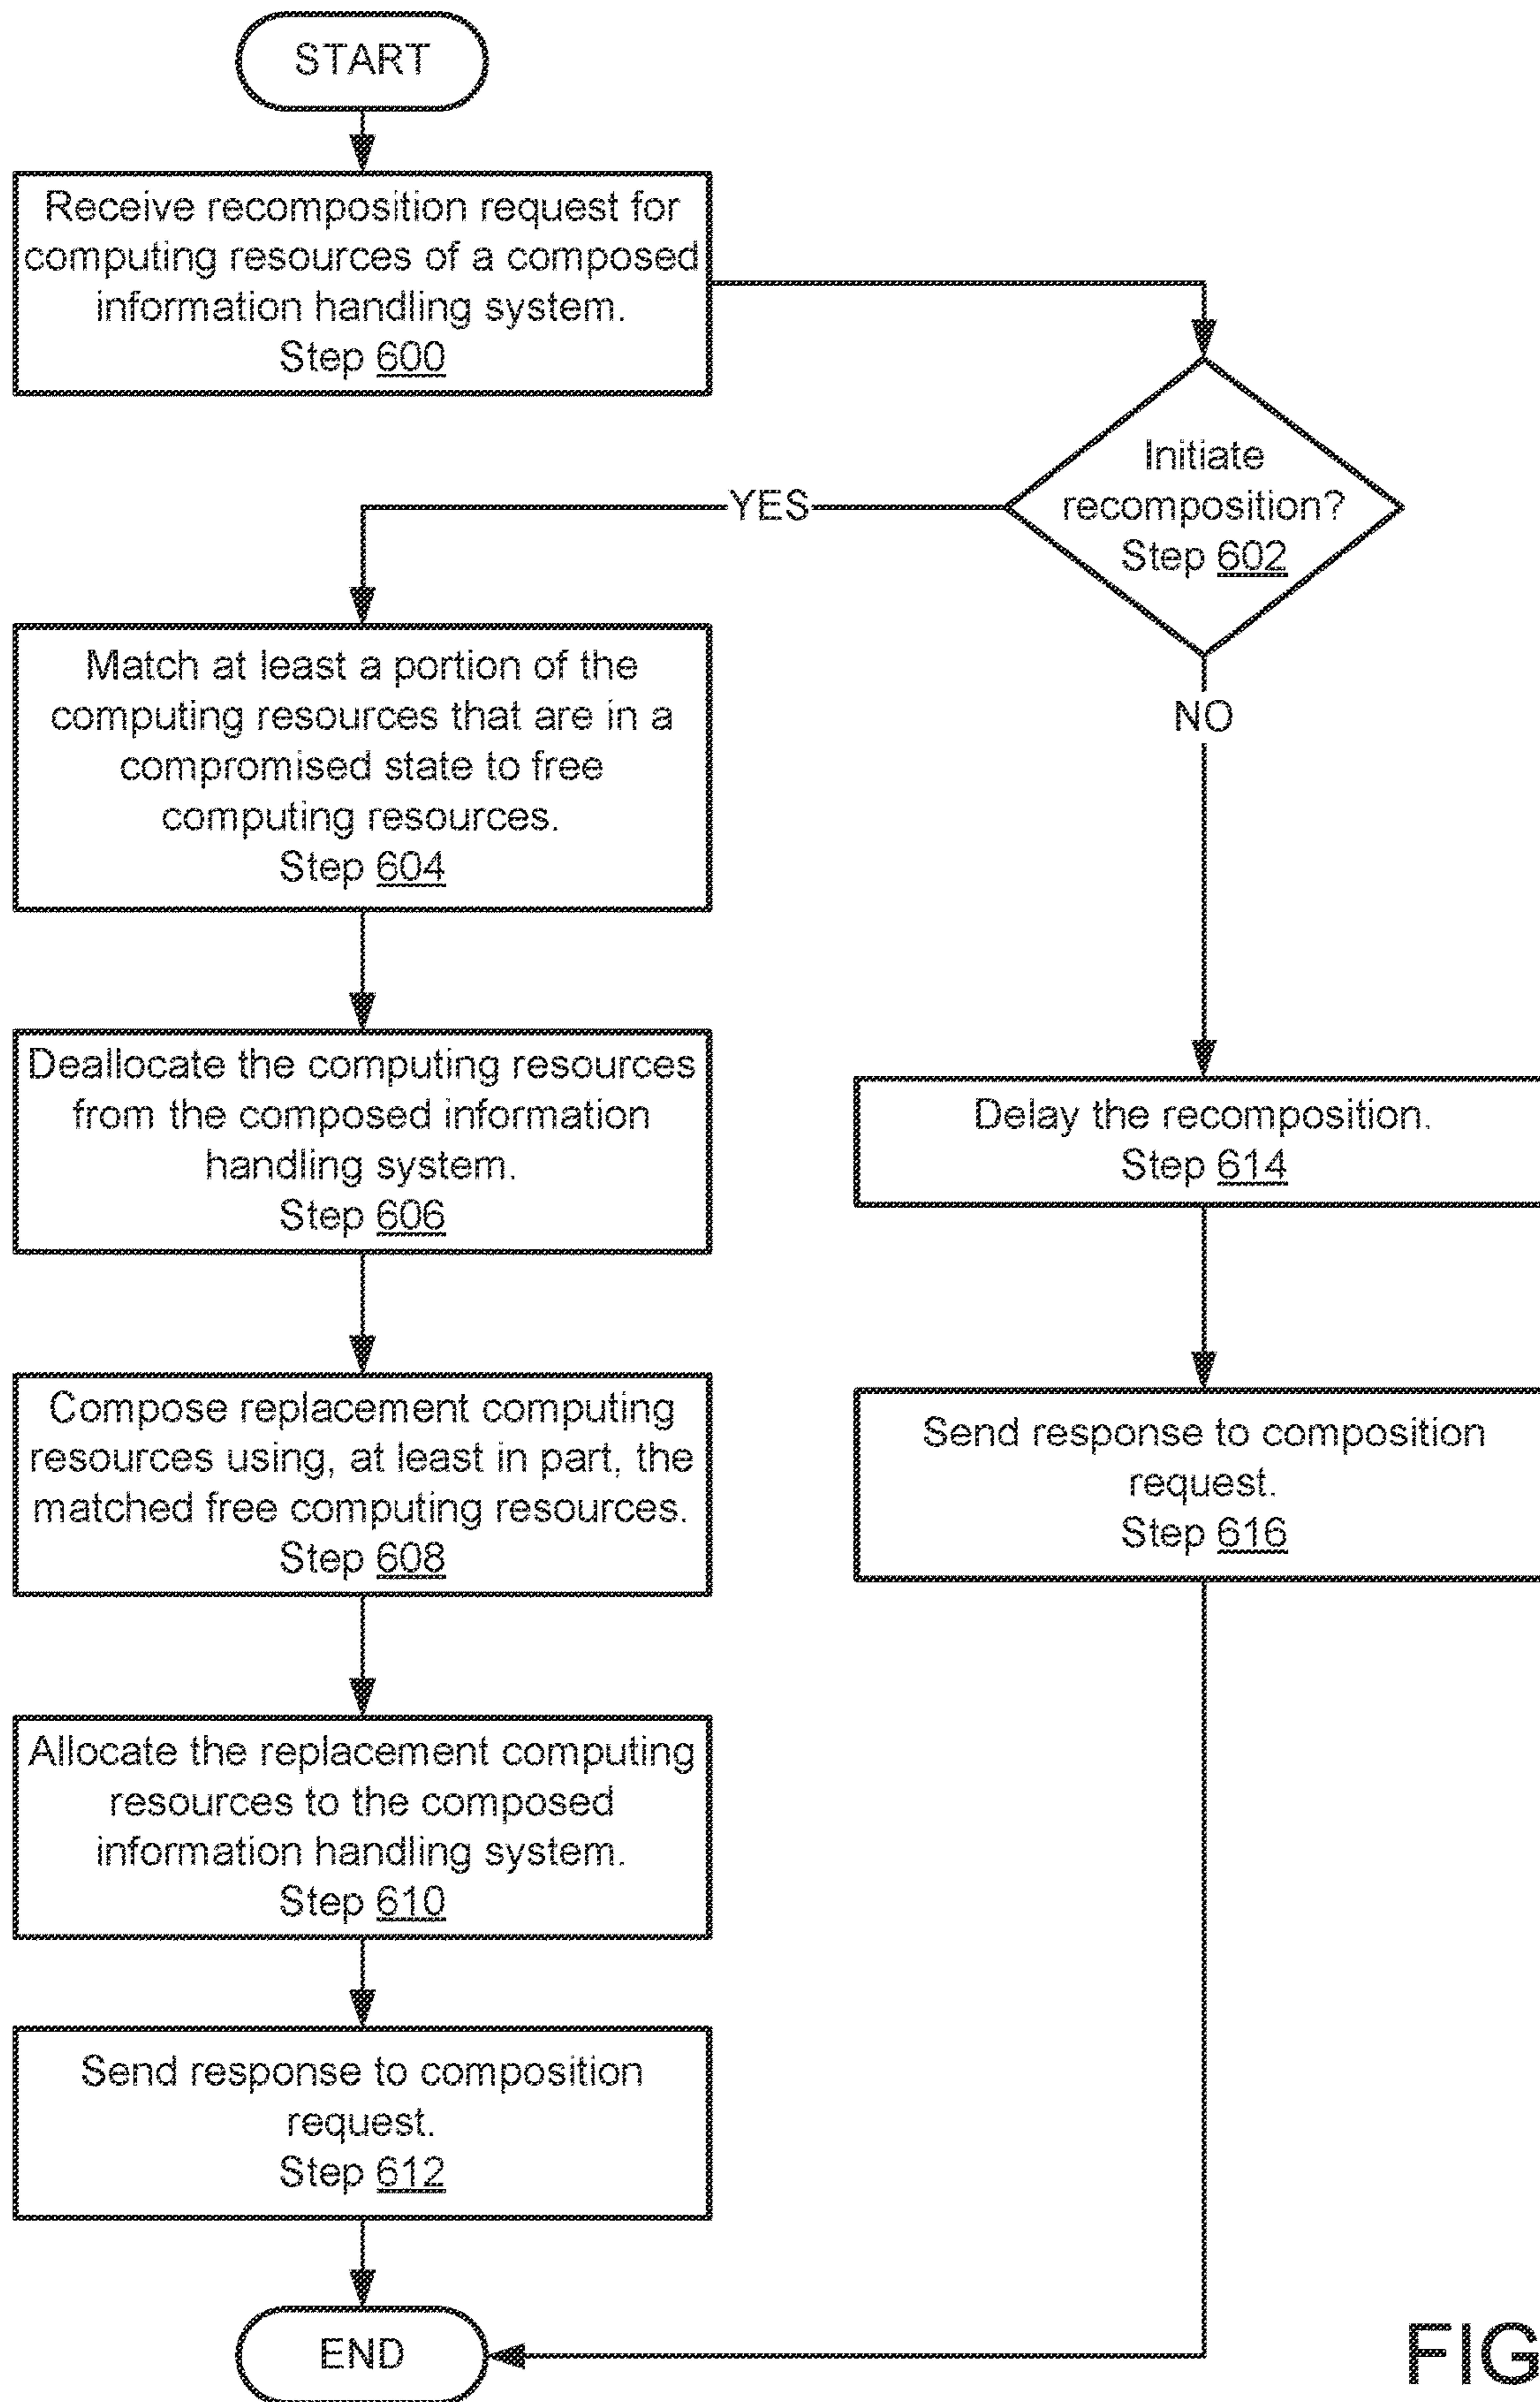 START
Receive recomposition request for
computing resources of a composed
information handling system.
Step 600
Initiate
recomposition?
Step 602
YES
NO
Match at least a portion of the
computing resources that are in a
compromised state to free
computing resources.
Step 604
Deallocate the computing resources
from the composed information
handling system.
Step 606
Delay the recomposition.
Step 614
Compose replacement computing
resources using, at least in part, the
matched free computing resources.
Step 608
Send response to composition
request.
Step 616
Allocate the replacement computing
resources to the composed
information handling system.
Step 610
Send response to composition
request.
Step 612
END
FIG